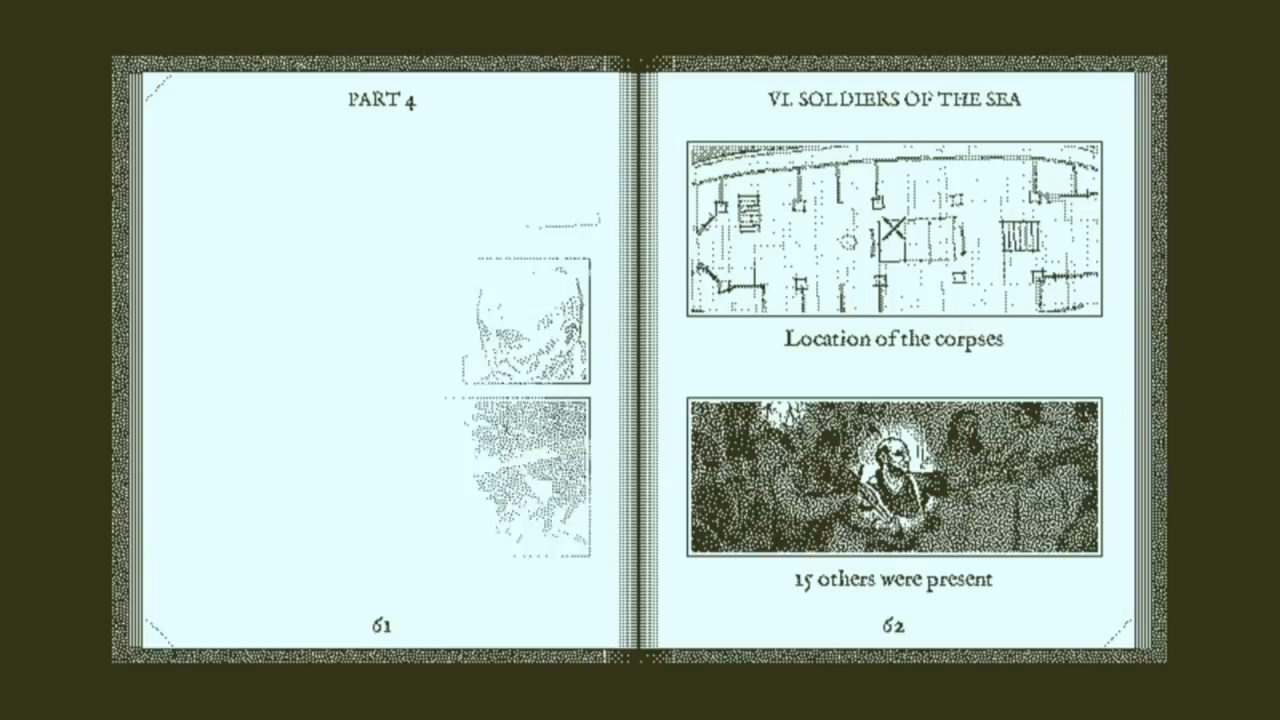 PART 4
61
VI. SOLDIERS OF THE SEA
Location of the corpses
15 others were present
62